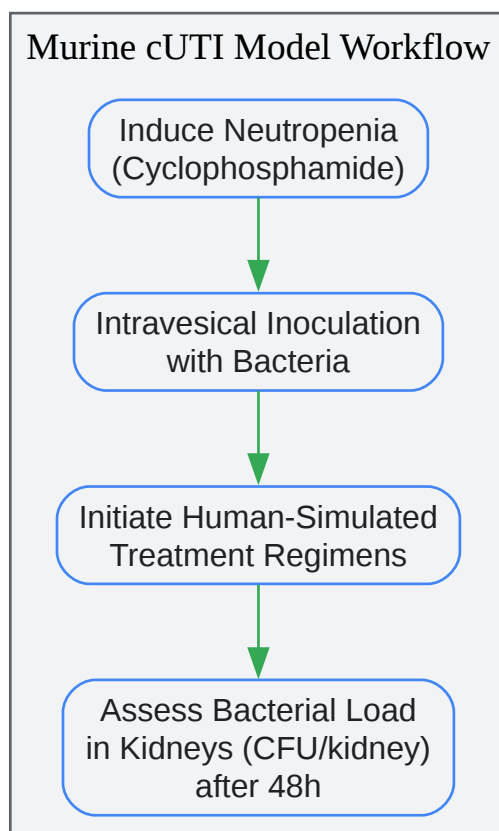 Murine cUTI Model Workflow
Induce Neutropenia
(Cyclophosphamide)
Intravesical Inoculation
with Bacteria
Initiate Human-Simulated
Treatment Regimens
Assess Bacterial Load
in Kidneys (CFU/kidney)
after 48h